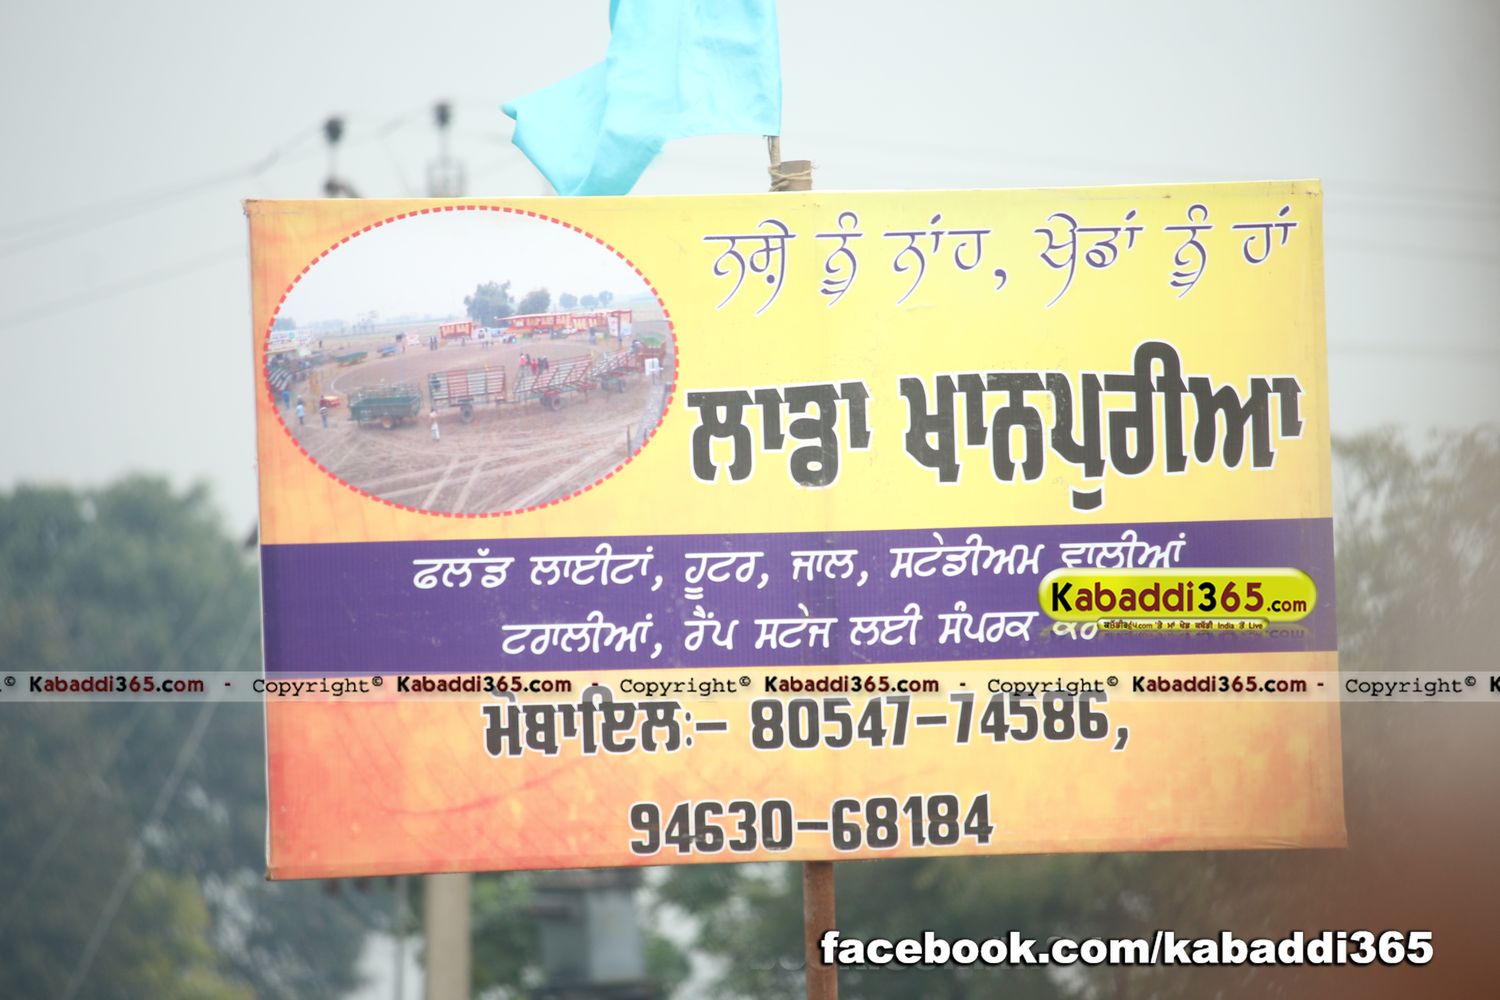 ਨਸ਼ੇ ਨੂੰ ਨਾਂਹ, ਖੇਡਾਂ ਨੂੰ ਹਾਂ
ਲਾਡਾ ਖਾਨਪੁਰੀਆ
ਫਲੱਡ ਲਾਈਟਾਂ, ਹੂਟਰ, ਜਾਲ, ਸਟੇਡੀਅਮ ਵਾਲੀਆਂ
Kabaddi365.com
ਟਰਾਲੀਆਂ, ਰੈਂਪ ਸਟੇਜ ਲਈ ਸੰਪਰਕ
© Kabaddi365.com - Copyright© Kabaddi365.com - Copyright© Kabaddi365.com - Copyright© Kabaddi365.com - Copyright© K
ਮੋਬਾਇਲ:- 80547-74586,
94630-68184
facebook.com/kabaddi365